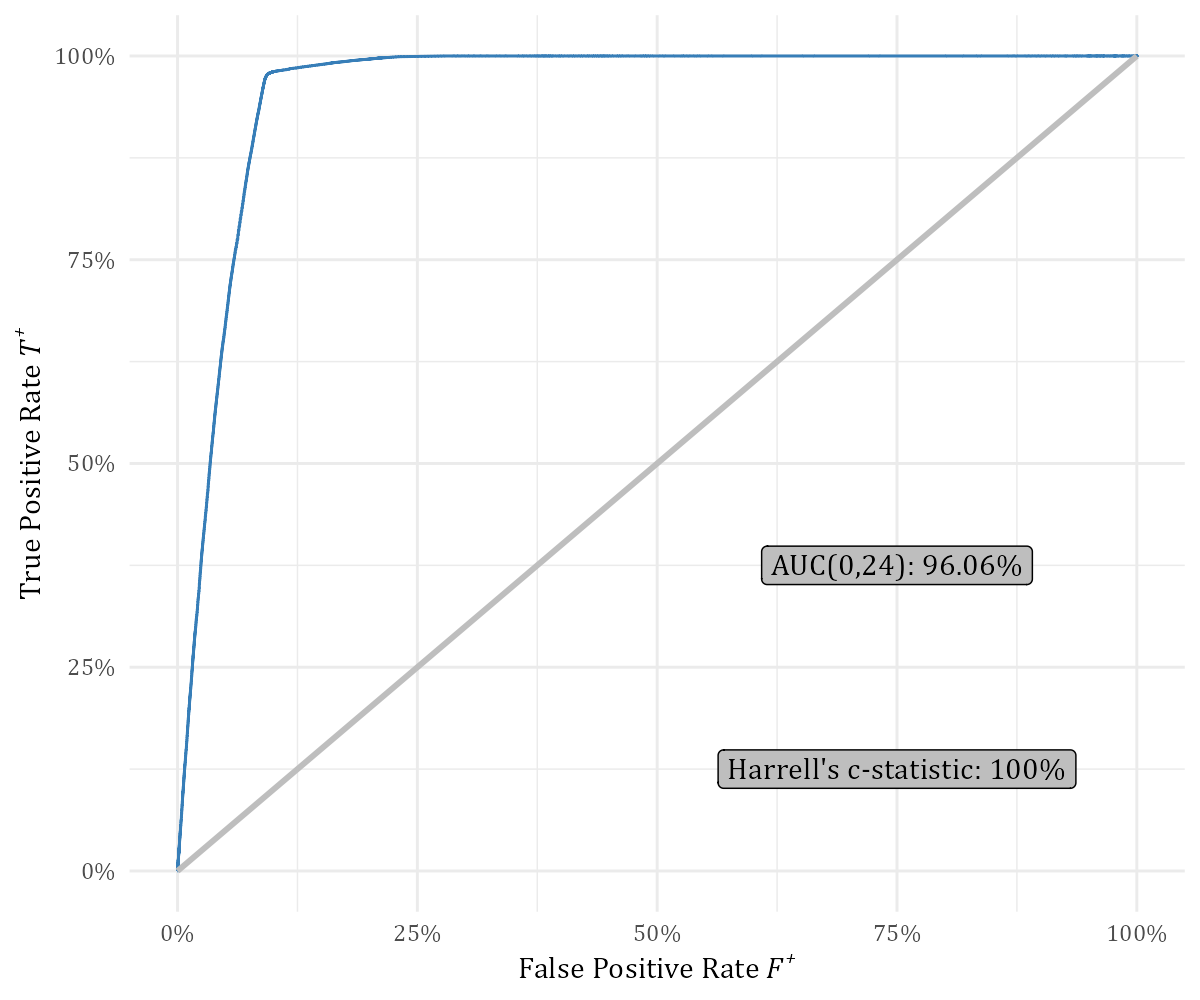 100%
75%
50%
25%
0%
True Positive Rate T⁺
AUC(0,24): 96.06%
Harrell's c-statistic: 100%
0%
25%
50%
75%
100%
False Positive Rate F⁺